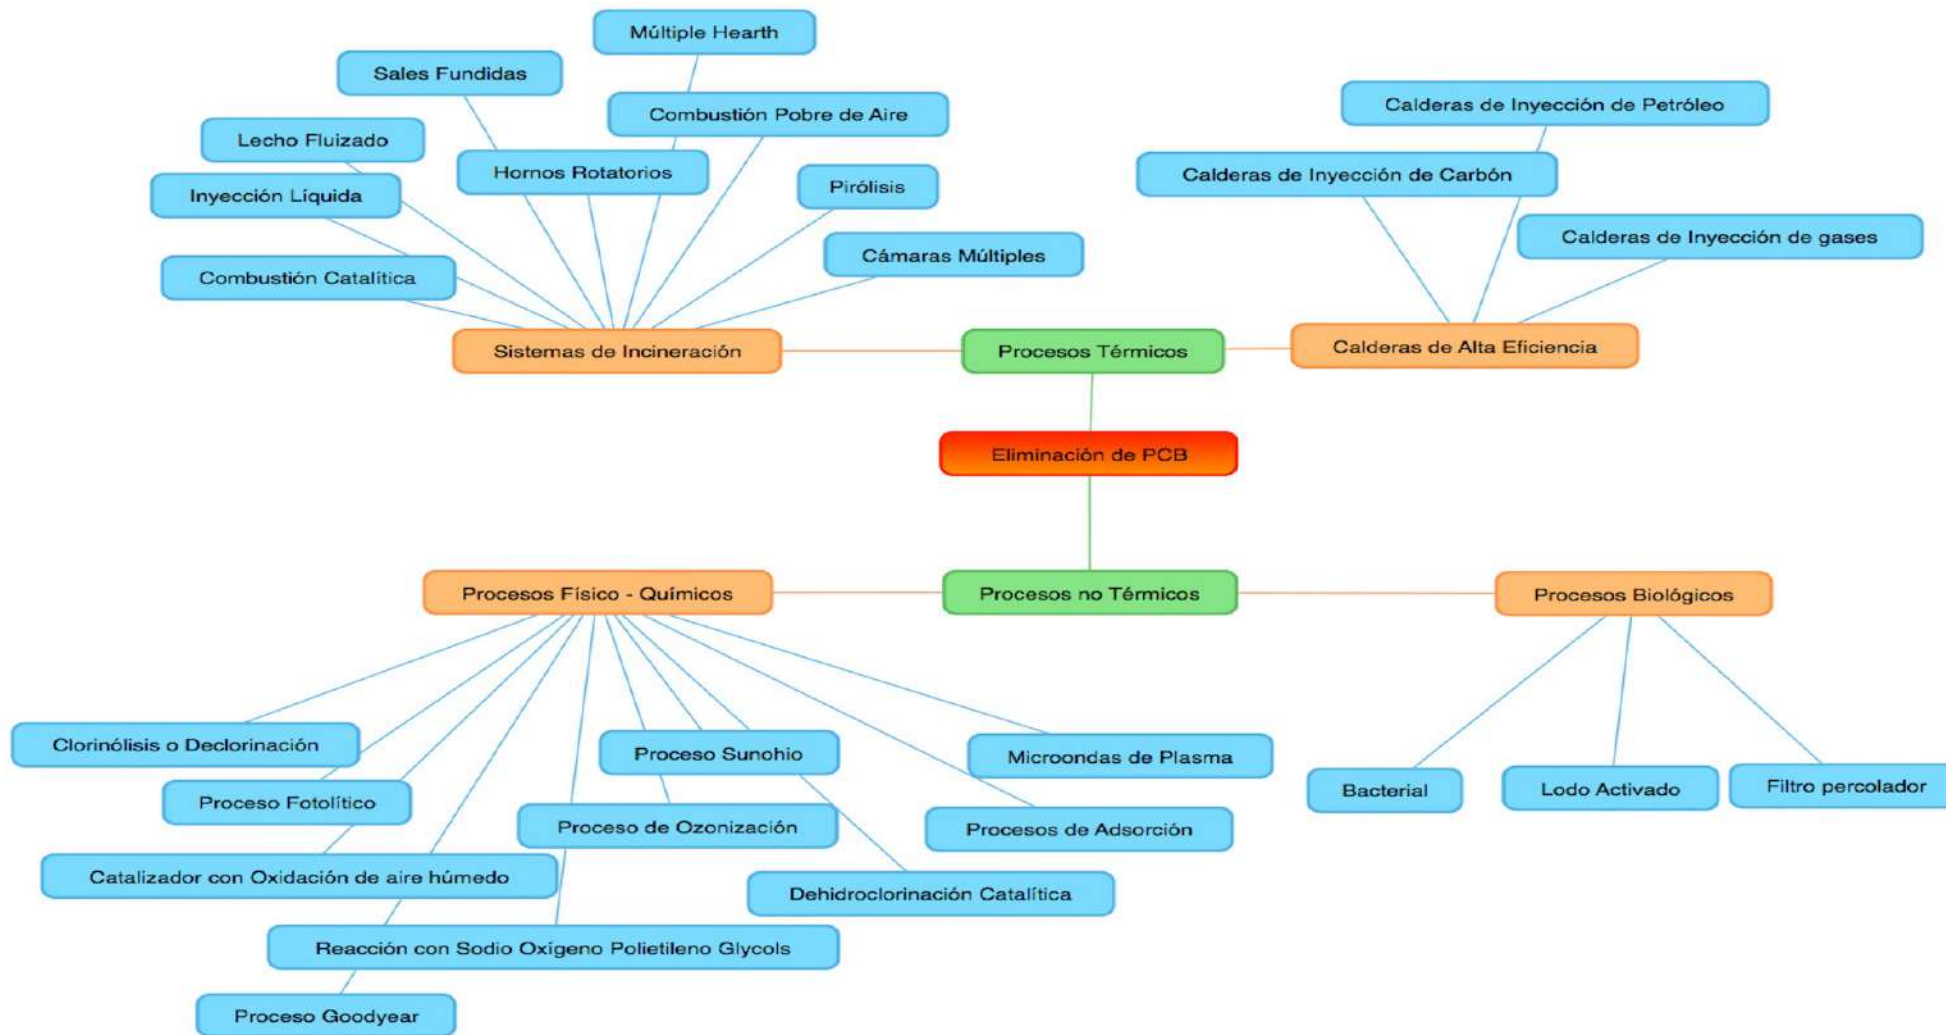 Múltiple Hearth
Sales Fundidas
Calderas de Inyección de Petróleo
Combustión Pobre de Aire
Lecho Fluizado
Hornos Rotatorios
Calderas de Inyección de Carbón
Pirólisis
Inyección Líquida
Calderas de Inyección de gases
Cámaras Múltiples
Combustión Catalítica
Sistemas de Incineración
Procesos Térmicos
Calderas de Alta Eficiencia
Eliminación de PCB
Procesos Físico - Químicos
Procesos no Térmicos
Procesos Biológicos
Clorinólisis o Declorinación
Proceso Sunohio
Microondas de Plasma
Bacterial
Lodo Activado
Filtro percolador
Proceso Fotolítico
Proceso de Ozonización
Procesos de Adsorción
Catalizador con Oxidación de aire húmedo
Dehidroclorinación Catalítica
Reacción con Sodio Oxígeno Polietileno Glycols
Proceso Goodyear